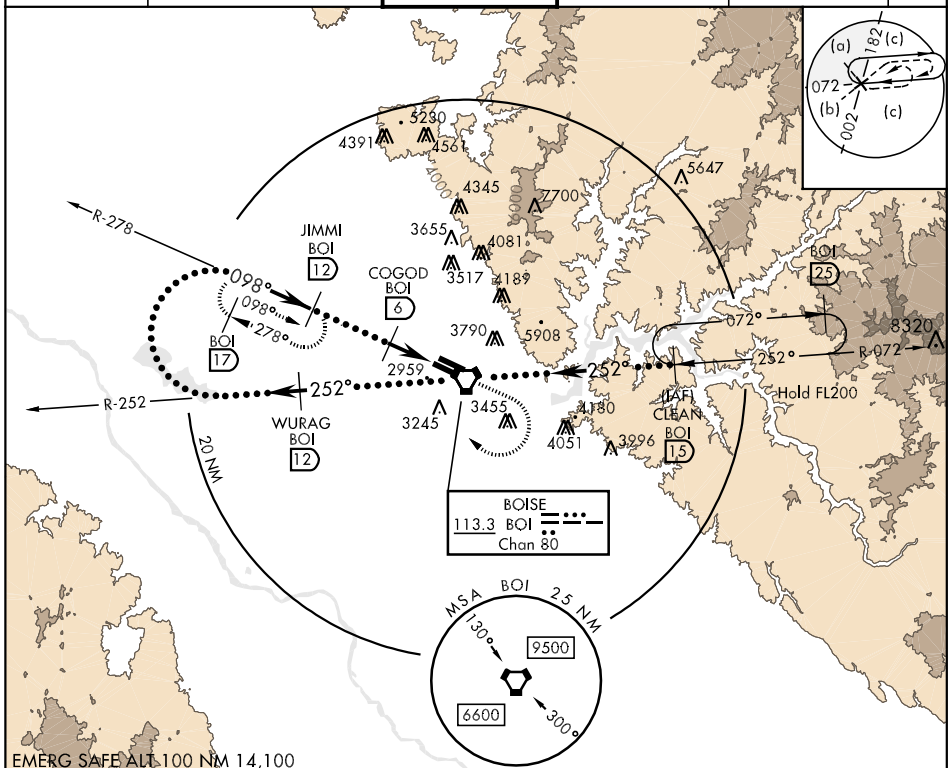 (a)
182
(c)
072
(b)
002
(c)
5230
4391
4561
4000
4345
6000
7700
5647
R-278
JIMMI
BOI
12
3655
4081
3517
4189
COGOD
BOI
6
BOI
25
098°
098°
278°
BOI
17
3790
5908
072°
8320
2959
252°
252°
R-072
252°
R-252
WURAG
BOI
12
3245
3455
4180
4051
3996
(IAF)
CLEAN
BOI
15
Hold FL200
20 NM
BOISE
113.3 BOI
Chan 80
MSA BOI 25 NM
130°
9500
6600
300°
EMERG SAFE ALT 100 NM 14,100